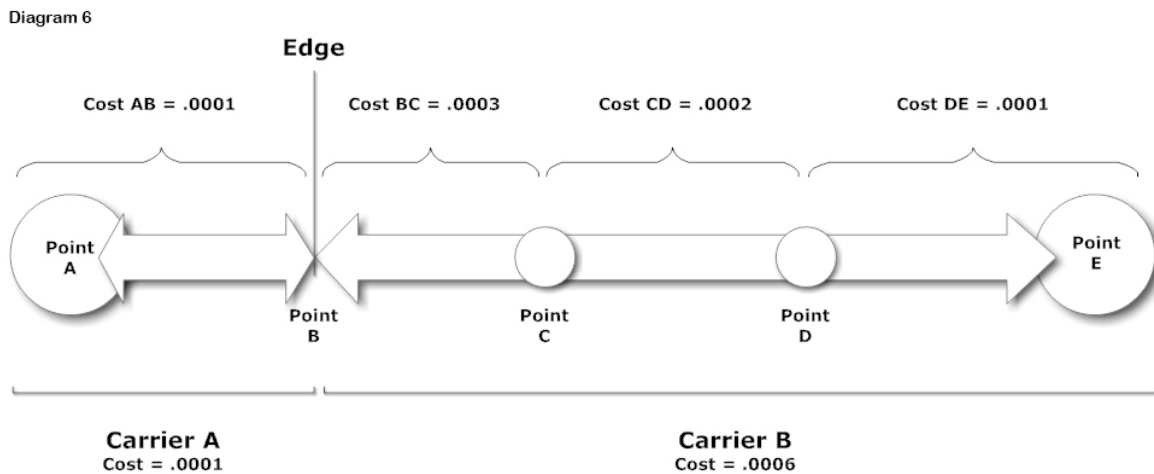 Diagram 6
Edge
Cost AB = .0001
Cost BC = .0003
Cost CD = .0002
Cost DE = .0001
Point
A
Point
E
Point
B
Point
C
Point
D
Carrier A
Cost = .0001
Carrier B
Cost = .0006